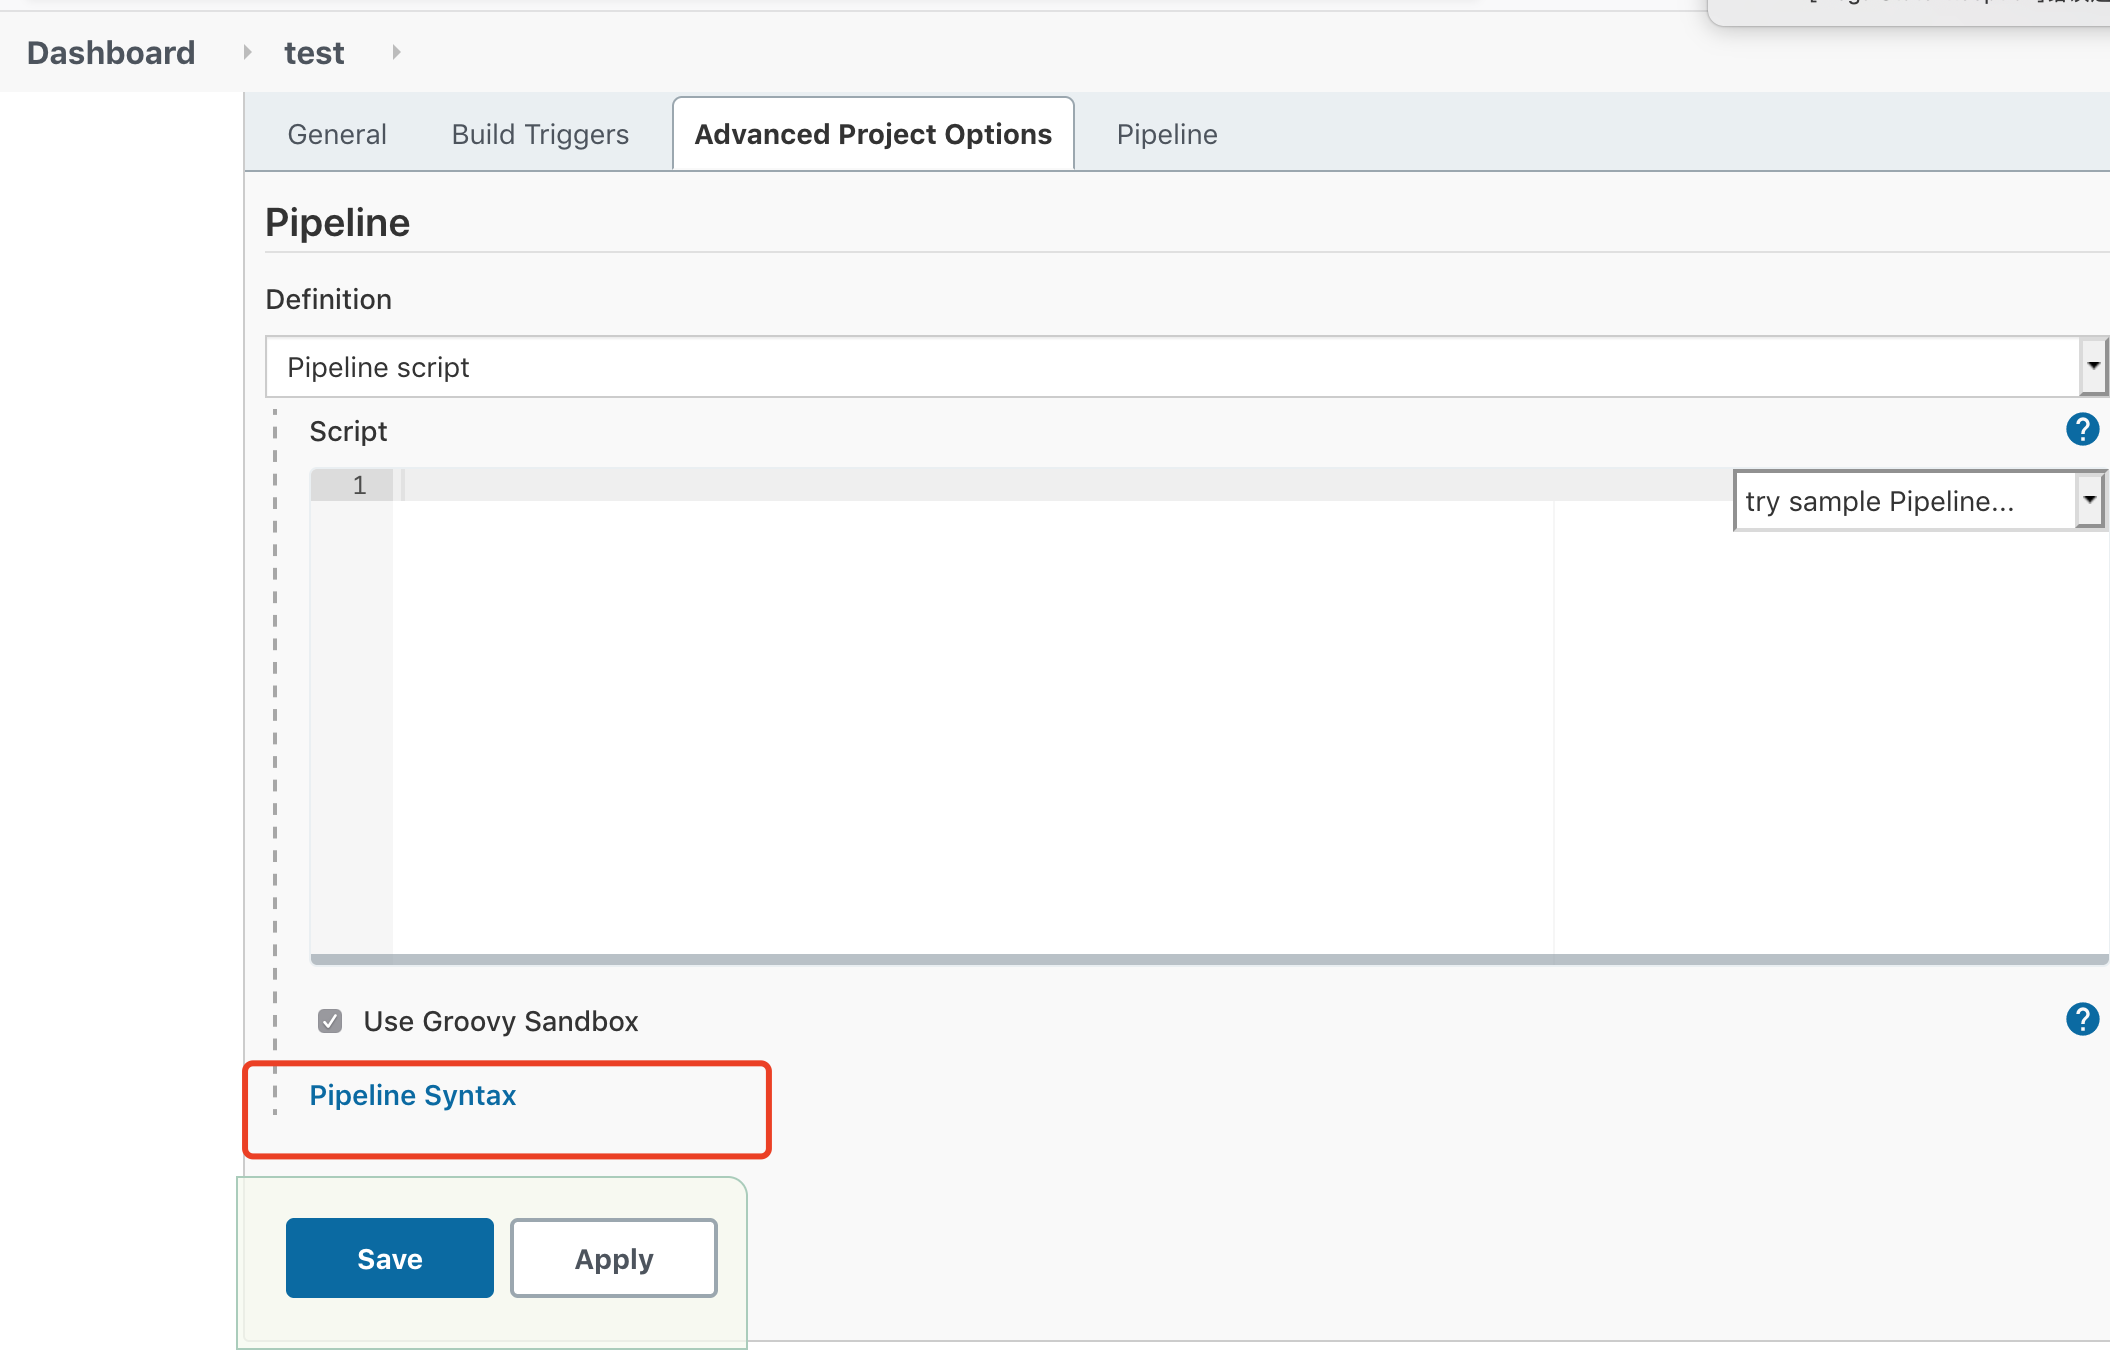 Dashboard test
General Build Triggers Advanced Project Options Pipeline
Pipeline
Definition
Pipeline script
Script
?
1
try sample Pipeline...
Use Groovy Sandbox
?
Pipeline Syntax
Save Apply